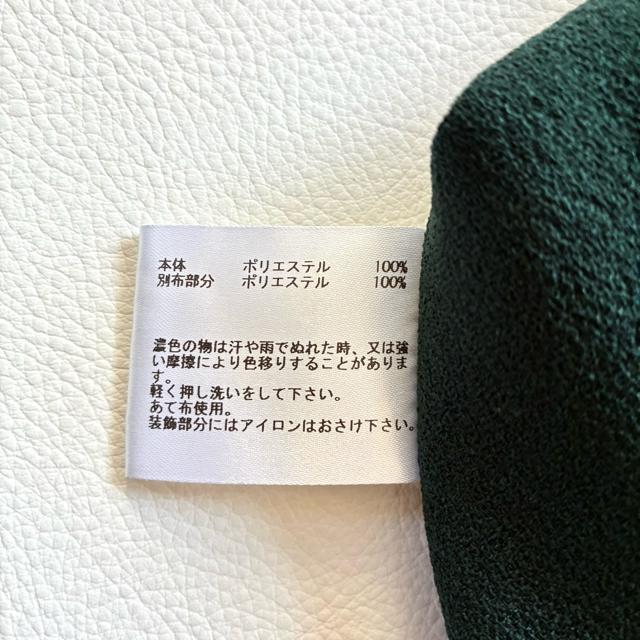 本体 ポリエステル 100%
別布部分 ポリエステル 100%
濃色の物は汗や雨でぬれた時、又は強
い摩擦により色移りすることがありま
す。
軽く押し洗いをして下さい。
あて布使用。
装飾部分にはアイロンはおさけ下さい。